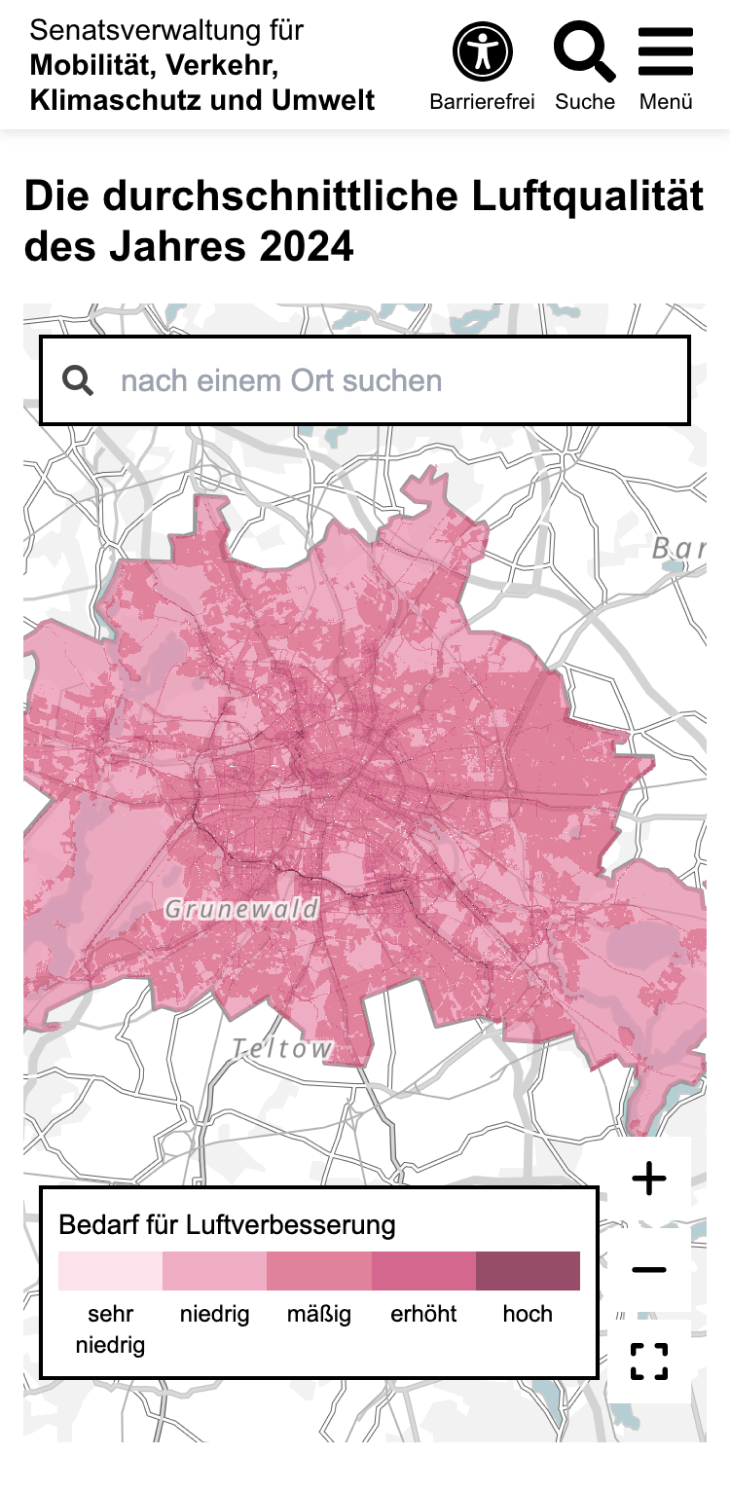 Senatsverwaltung für
Mobilität, Verkehr,
Klimaschutz und Umwelt
Barrierefrei
Suche
Menü
Die durchschnittliche Luftqualität
des Jahres 2024
nach einem Ort suchen
Bar
Grunewald
Teltow
Bedarf für Luftverbesserung
sehr
niedrig
niedrig
mäßig
erhöht
hoch